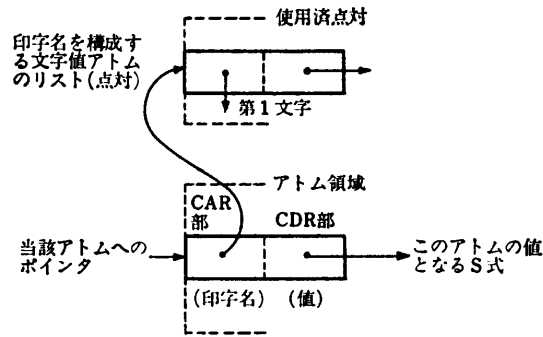 使用済点対
印字名を構成す
る文字値アトム
のリスト(点対)
第1文字
アトム領域
CAR
部
CDR部
当該アトムへの
ポインタ
このアトムの値
となるS式
(印字名)
(値)